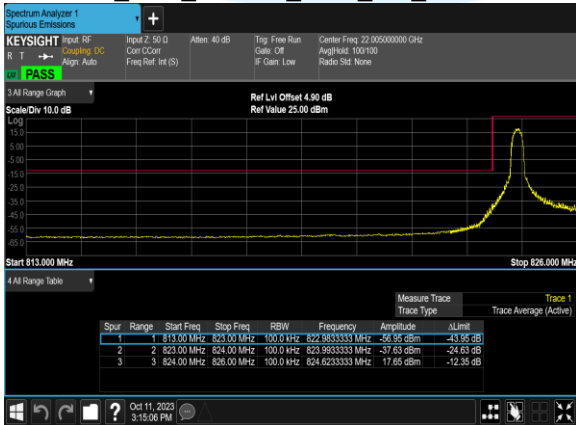 Spectrum Analyzer 1
Spurious Emissions
+
KEYSIGHT Input: RF Input Z: 50 Ω Atten: 40 dB Trig: Free Run Center Freq: 22.005000000 GHz
R T Coupling: DC Corr CCorr Gate: Off Avg|Hold: 100/100
Align: Auto Freq Ref: Int (S) IF Gain: Low Radio Std: None
LXI PASS
3 All Range Graph
Ref Lvl Offset 4.90 dB
Scale/Div 10.0 dB Ref Value 25.00 dBm
Log
15.0
5.00
-5.00
-15.0
-25.0
-35.0
-45.0
-55.0
-65.0
Start 813.000 MHz Stop 826.000 MHz
4 All Range Table
Measure Trace Trace 1
Trace Type Trace Average (Active)
Spur Range Start Freq Stop Freq RBW Frequency Amplitude ΔLimit
1 1 813.00 MHz 823.00 MHz 100.0 kHz 822.9833333 MHz -56.95 dBm -43.95 dB
2 2 823.00 MHz 824.00 MHz 100.0 kHz 823.9933333 MHz -37.63 dBm -24.63 dB
3 3 824.00 MHz 826.00 MHz 100.0 kHz 824.6233333 MHz 17.65 dBm -12.35 dB
? Oct 11, 2023
3:15:06 PM